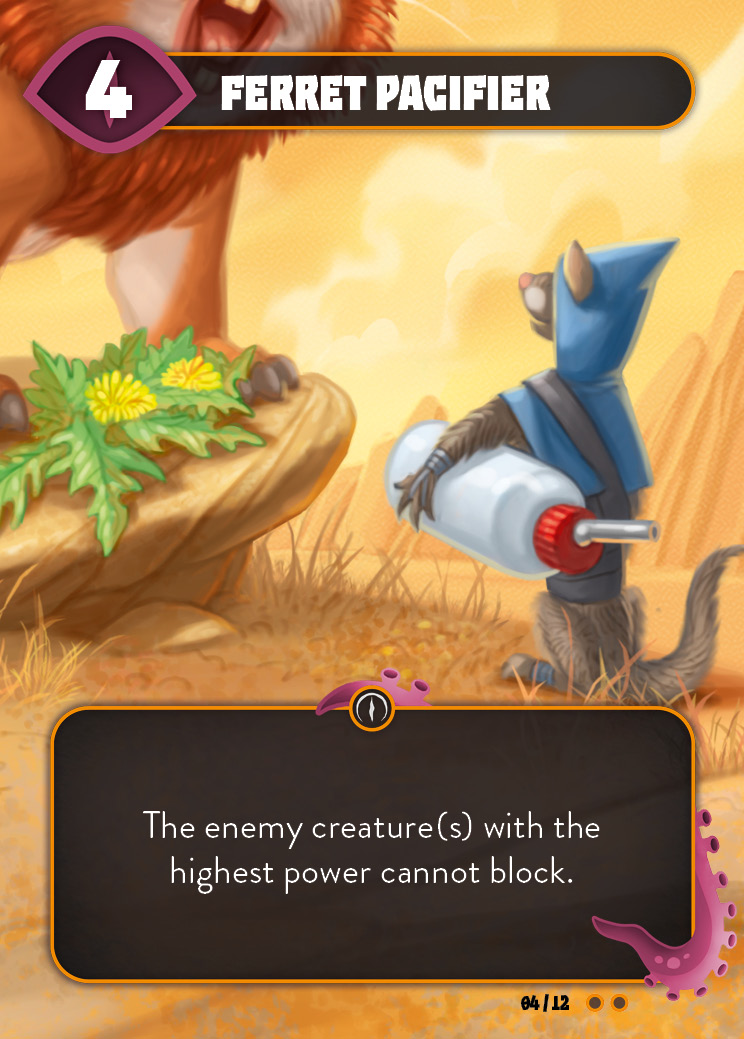 4
FERRET PACIFIER
The enemy creature(s) with the
highest power cannot block.
04/12